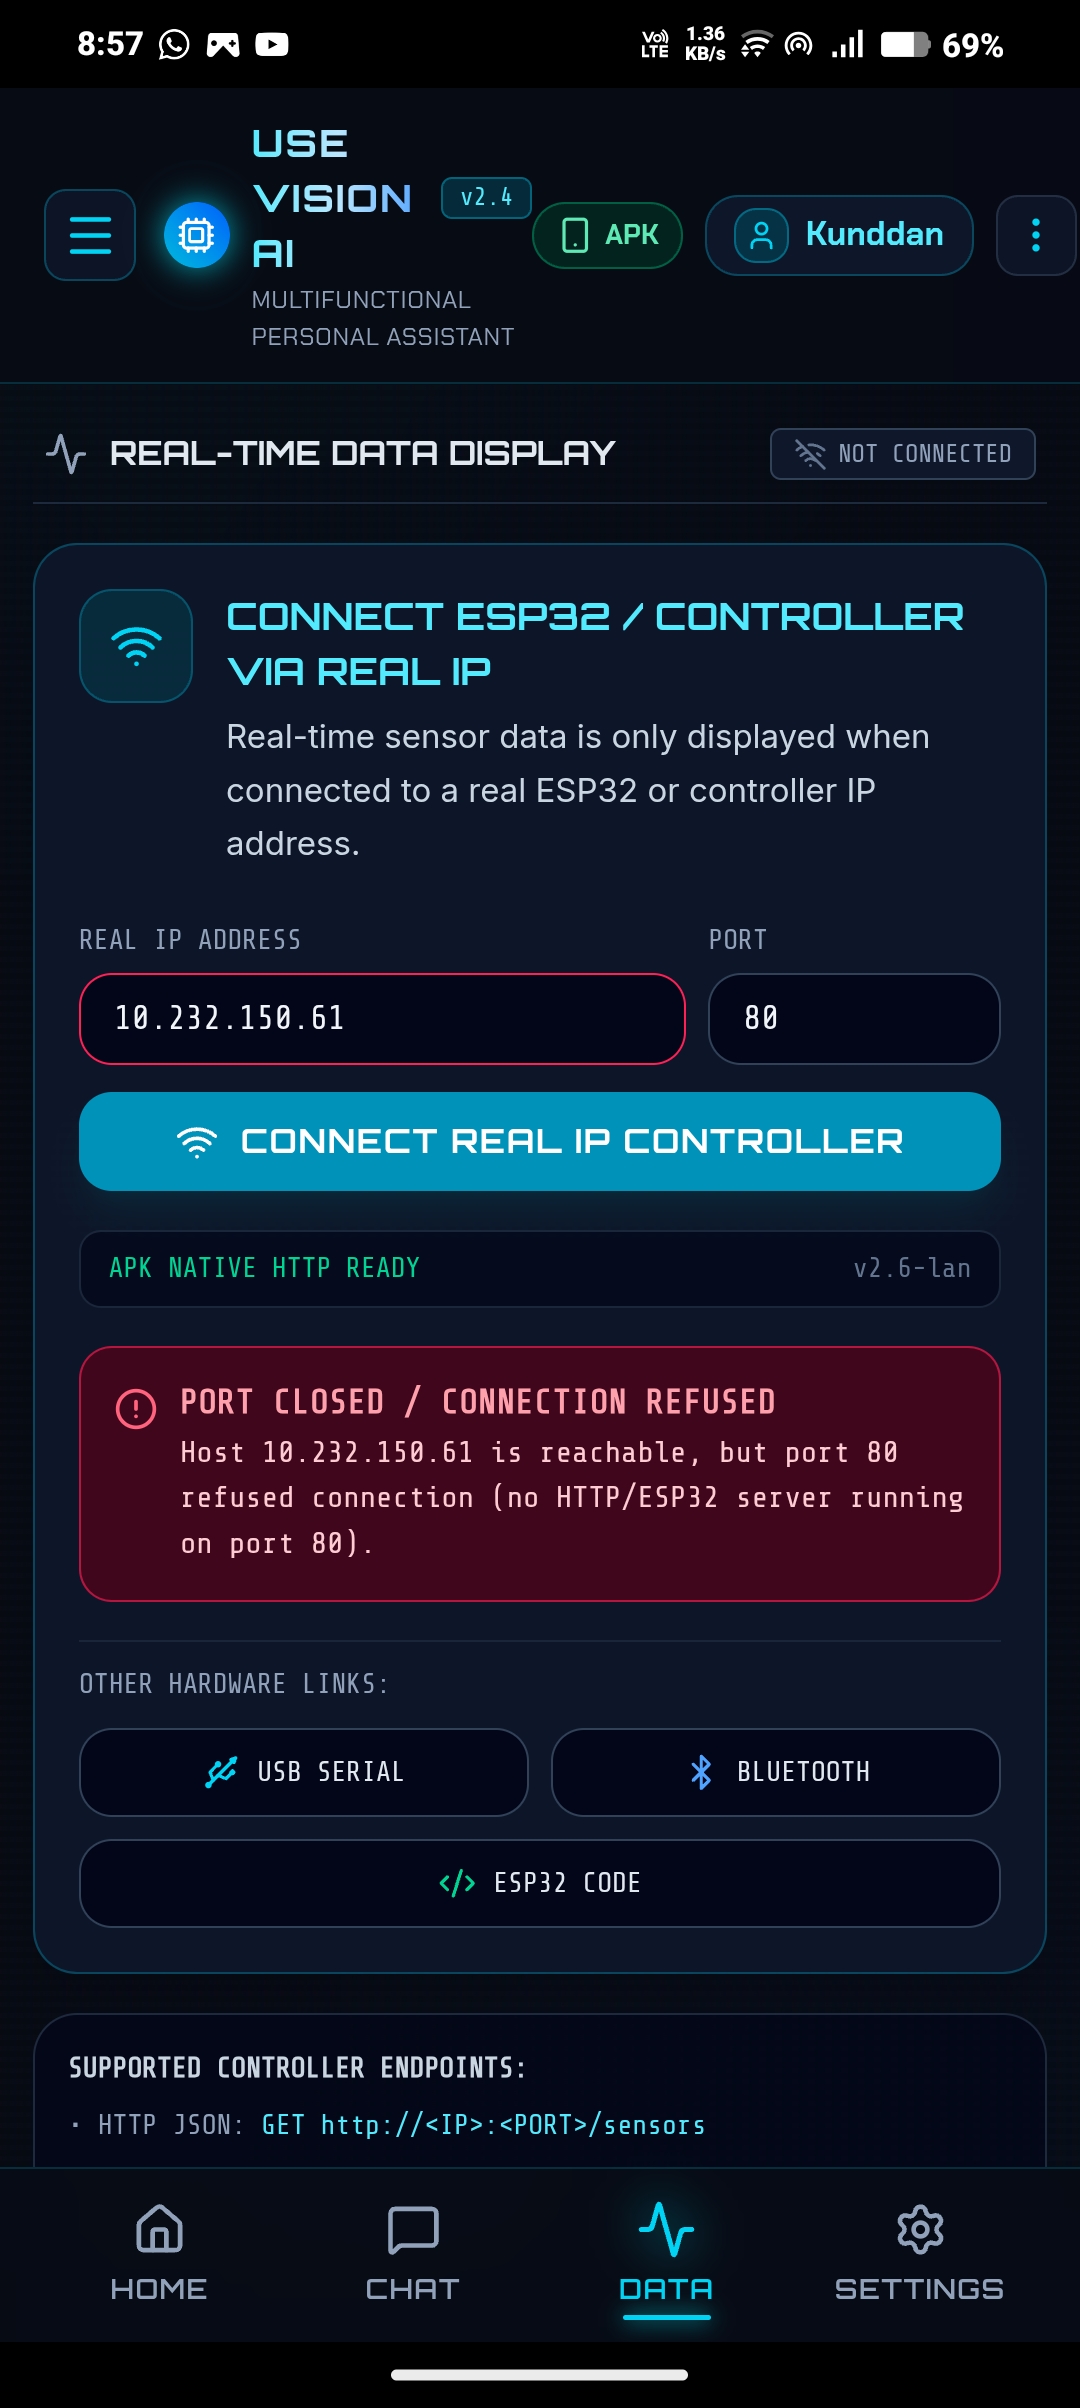 8:57
Vo)) LTE
1.36 KB/s
69%
USE
VISION
AI
v2.4
APK
Kunddan
MULTIFUNCTIONAL
PERSONAL ASSISTANT
REAL-TIME DATA DISPLAY
NOT CONNECTED
CONNECT ESP32 / CONTROLLER
VIA REAL IP
Real-time sensor data is only displayed when
connected to a real ESP32 or controller IP
address.
REAL IP ADDRESS
PORT
10.232.150.61
80
CONNECT REAL IP CONTROLLER
APK NATIVE HTTP READY
v2.6-lan
PORT CLOSED / CONNECTION REFUSED
Host 10.232.150.61 is reachable, but port 80
refused connection (no HTTP/ESP32 server running
on port 80).
OTHER HARDWARE LINKS:
USB SERIAL
BLUETOOTH
ESP32 CODE
SUPPORTED CONTROLLER ENDPOINTS:
· HTTP JSON: GET http://<IP>:<PORT>/sensors
HOME
CHAT
DATA
SETTINGS